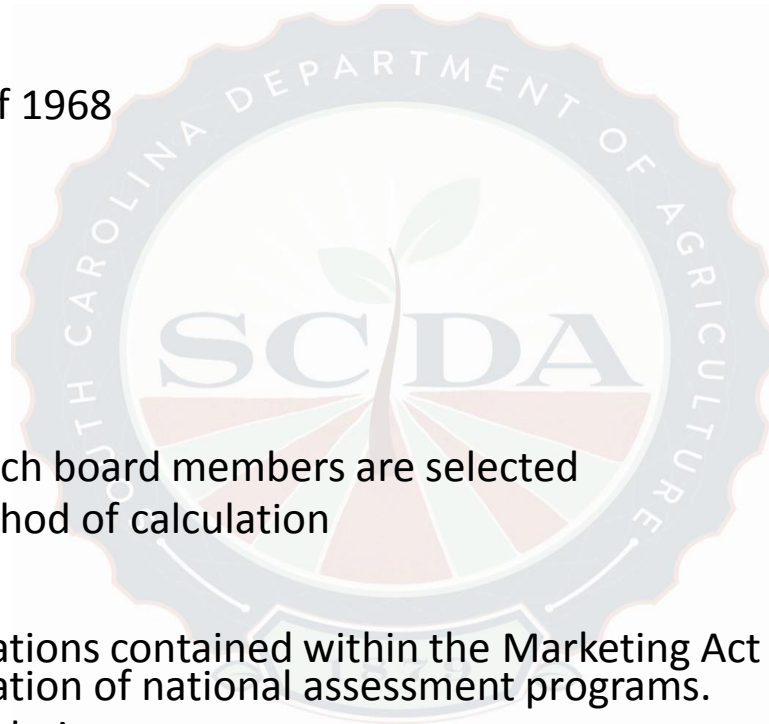 f 1968
SOUTH CAROLINA DEPARTMENT OF AGRICULTURE
SCDA
ch board members are selected
hod of calculation
ations contained within the Marketing Act
ation of national assessment programs.
1879